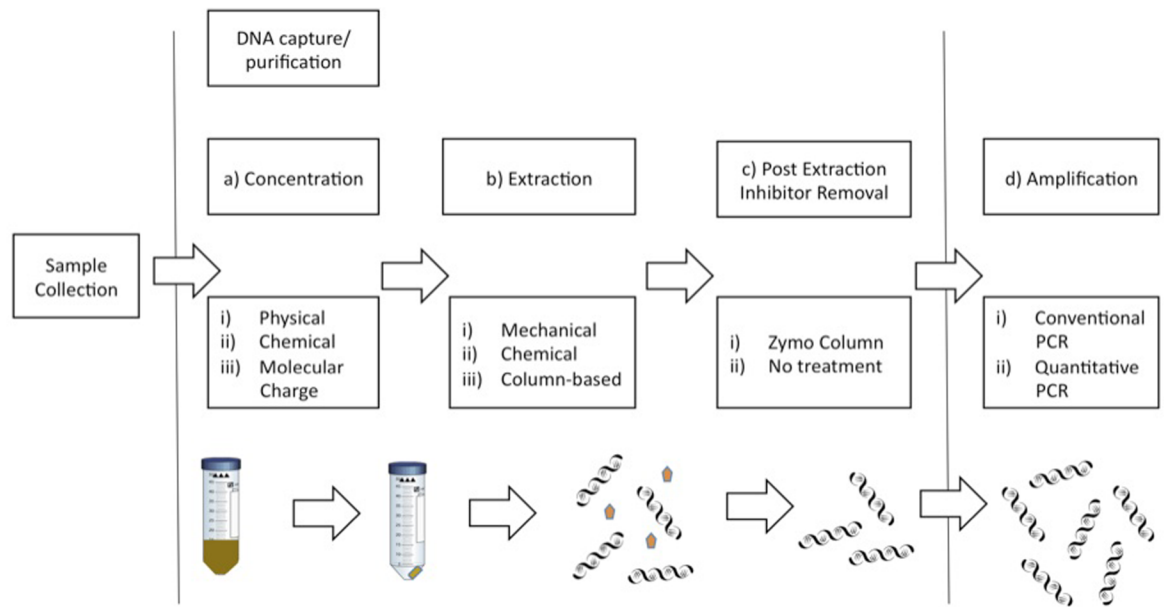 DNA capture/
purification
a) Concentration
b) Extraction
c) Post Extraction
Inhibitor Removal
d) Amplification
Sample
Collection
i) Physical
ii) Chemical
iii) Molecular
Charge
i) Mechanical
ii) Chemical
iii) Column-based
i) Zymo Column
ii) No treatment
i) Conventional
PCR
ii) Quantitative
PCR